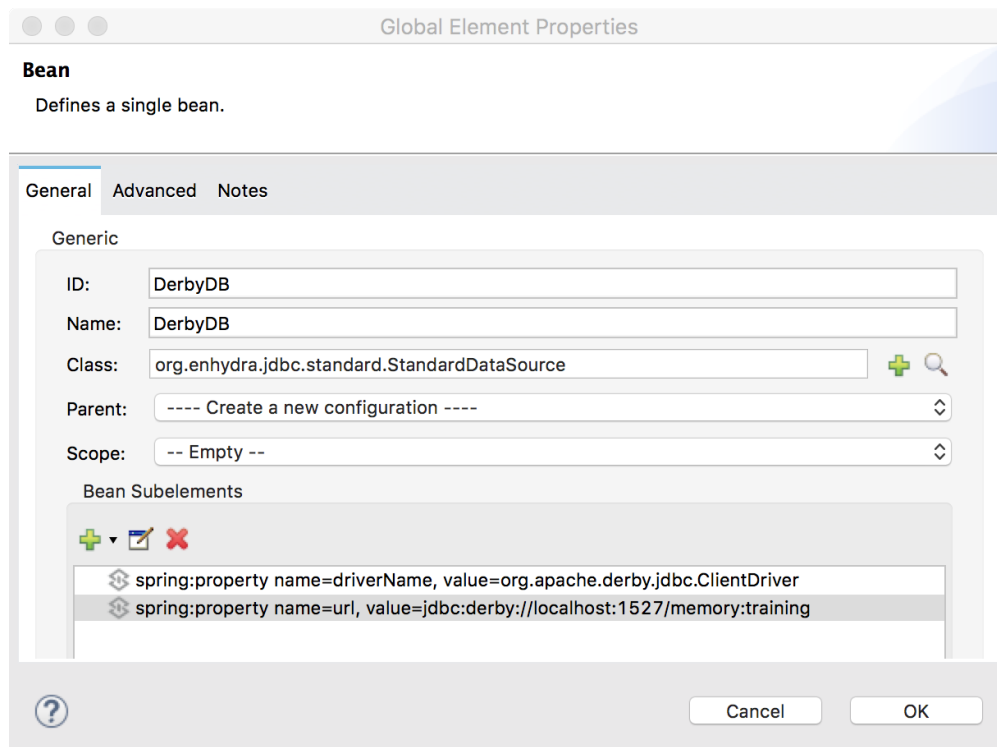 Global Element Properties
Bean
Defines a single bean.
General Advanced Notes
Generic
ID: DerbyDB
Name: DerbyDB
Class: org.enhydra.jdbc.standard.StandardDataSource
Parent: ---- Create a new configuration ----
Scope: -- Empty --
Bean Subelements
spring:property name=driverName, value=org.apache.derby.jdbc.ClientDriver
spring:property name=url, value=jdbc:derby://localhost:1527/memory:training
? Cancel OK